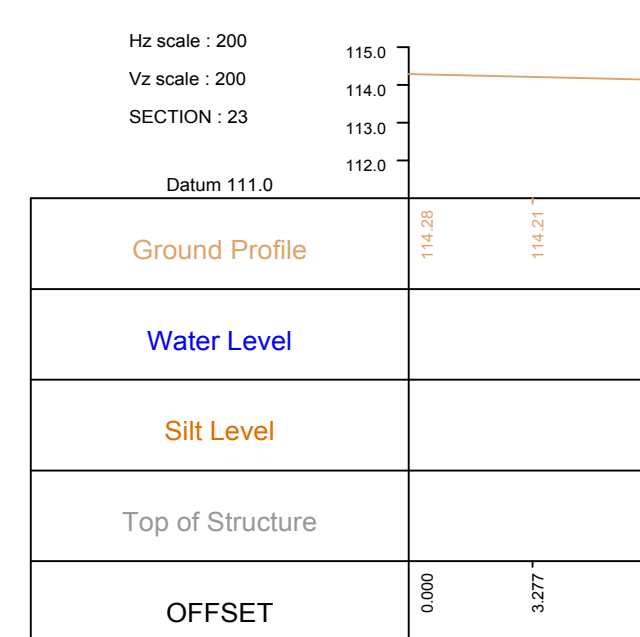 Hz scale : 200
Vz scale : 200
SECTION : 23
115.0
114.0
113.0
112.0
Datum 111.0
Ground Profile
114.28
114.21
Water Level
Silt Level
Top of Structure
OFFSET
0.000
3.277